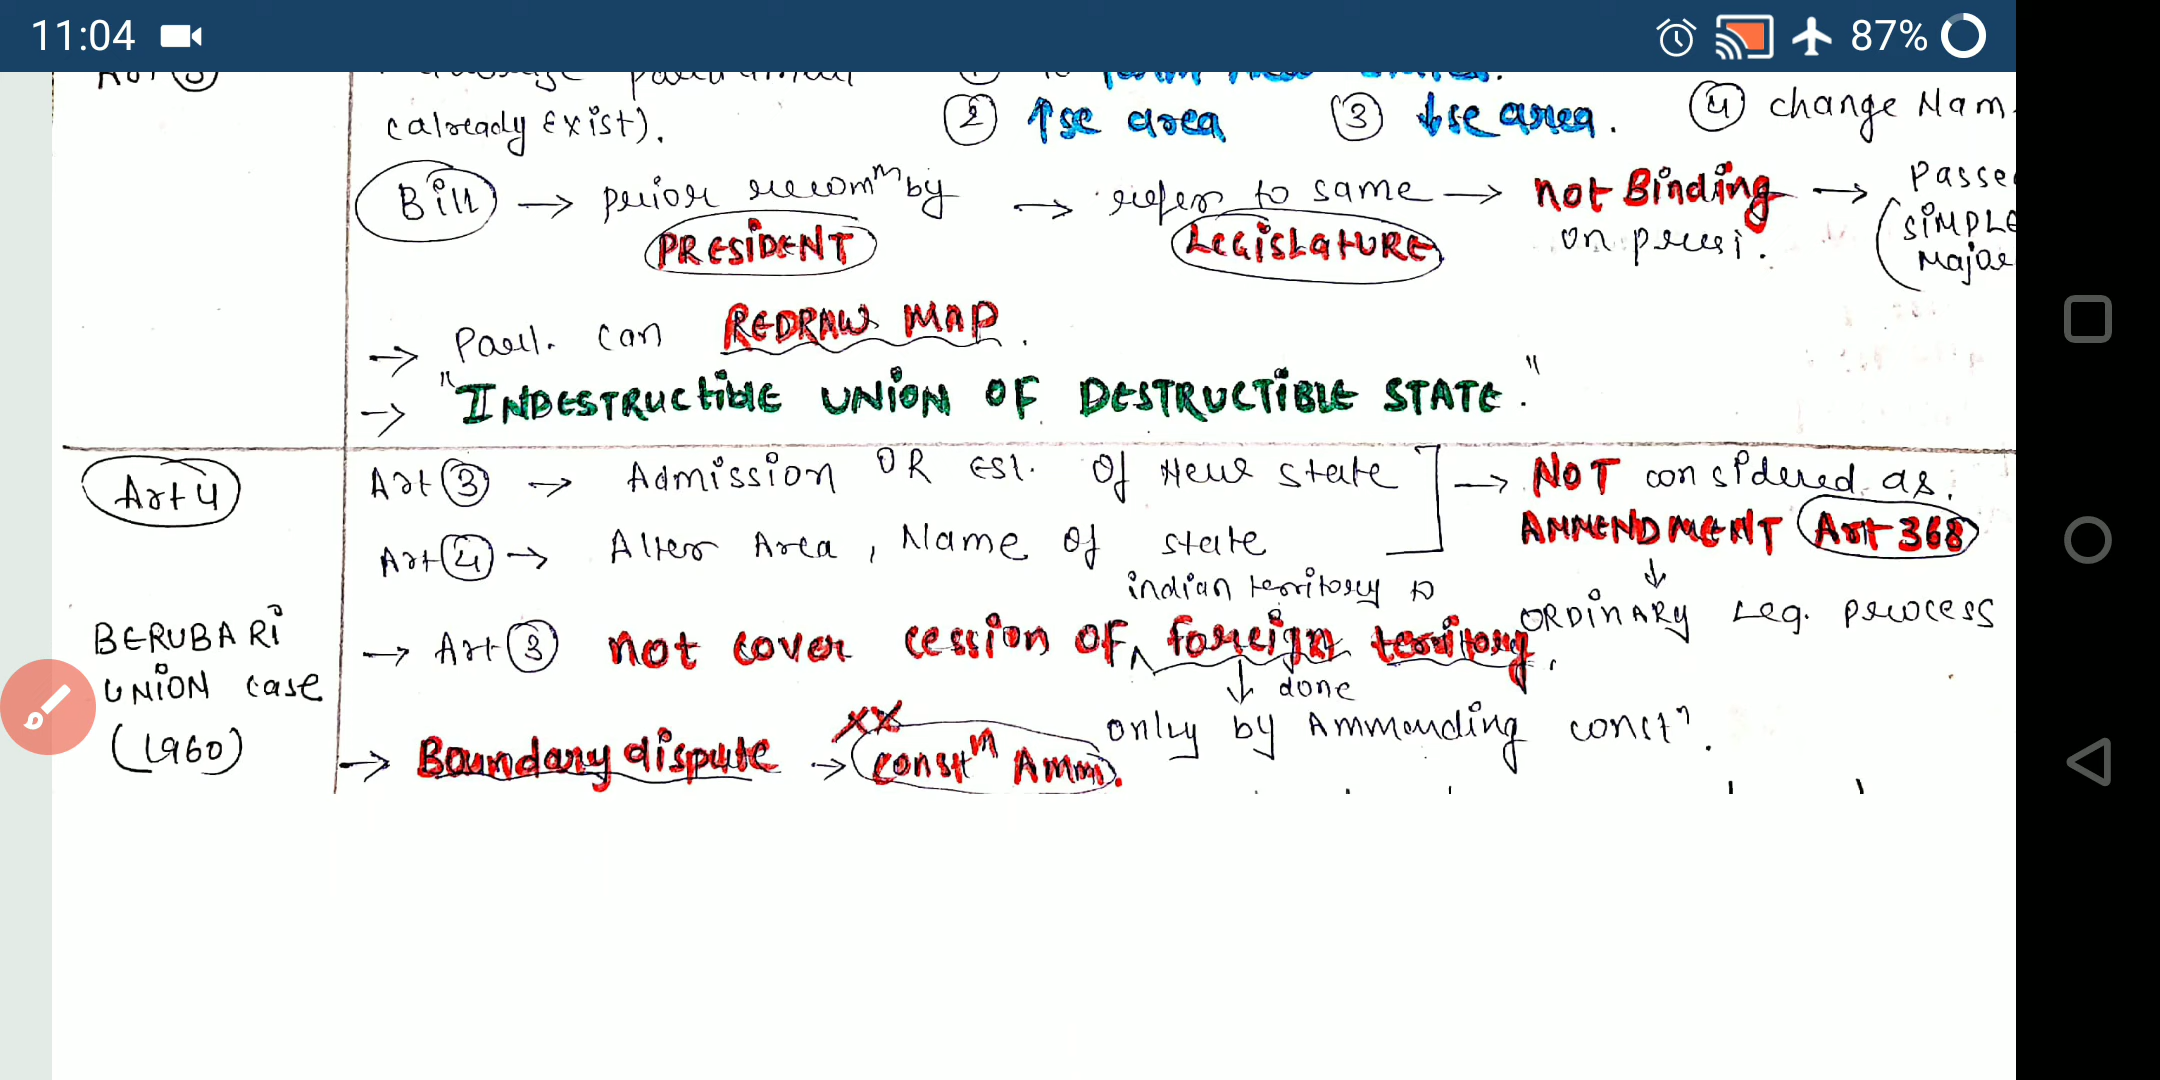 11:04 87%
(already Exist). ② ↑se area ③ ↓se area. ④ change Nam
Bill → prior recomm by PRESIDENT → refer to same LEGISLATURE → not Binding on presi. → Passe (SIMPLE Major
→ Parl. can REDRAW MAP.
→ "INDESTRUCtible UNION OF DESTRUCTIBLE STATE."
Art 4
Art ③ → Admission OR Est. Of New state → NOT considered as.
Art ④ → Alter Area, Name Of state AMMENDMENT Art 368
↓
ORDINARY Leg. process
BERUBARI UNION case (1960)
indian territory to
→ Art ③ not cover cession OF ^ foreign territory.
↓ done
only by Ammending constn.
→ Boundary dispute → xx constm Amm.